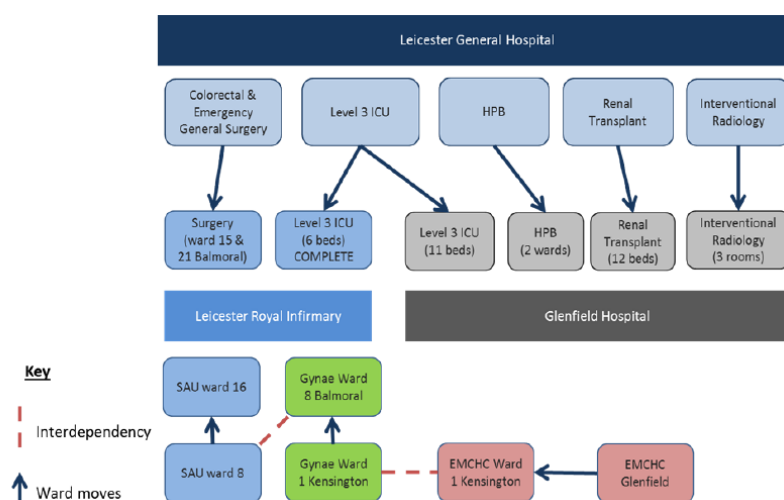 Leicester General Hospital
Colorectal &
Emergency
General Surgery
Level 3 ICU
HPB
Renal
Transplant
Interventional
Radiology
Surgery
(ward 15 &
21 Balmoral)
Level 3 ICU
(6 beds)
COMPLETE
Level 3 ICU
(11 beds)
HPB
(2 wards)
Renal
Transplant
(12 beds)
Interventional
Radiology
(3 rooms)
Leicester Royal Infirmary
Glenfield Hospital
Key
Interdependency
Ward moves
SAU ward 16
Gynae Ward
8 Balmoral
SAU ward 8
Gynae Ward
1 Kensington
EMCHC Ward
1 Kensington
EMCHC
Glenfield